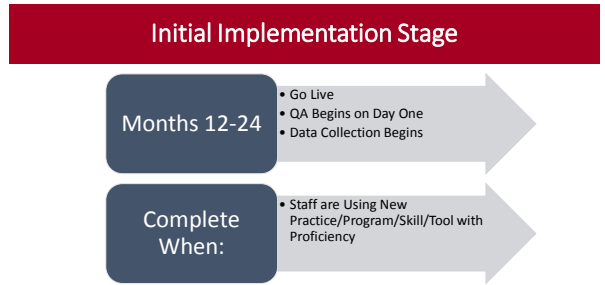 Initial Implementation Stage
Months 12-24
• Go Live
• QA Begins on Day One
• Data Collection Begins
Complete
When:
• Staff are Using New
Practice/Program/Skill/Tool with
Proficiency